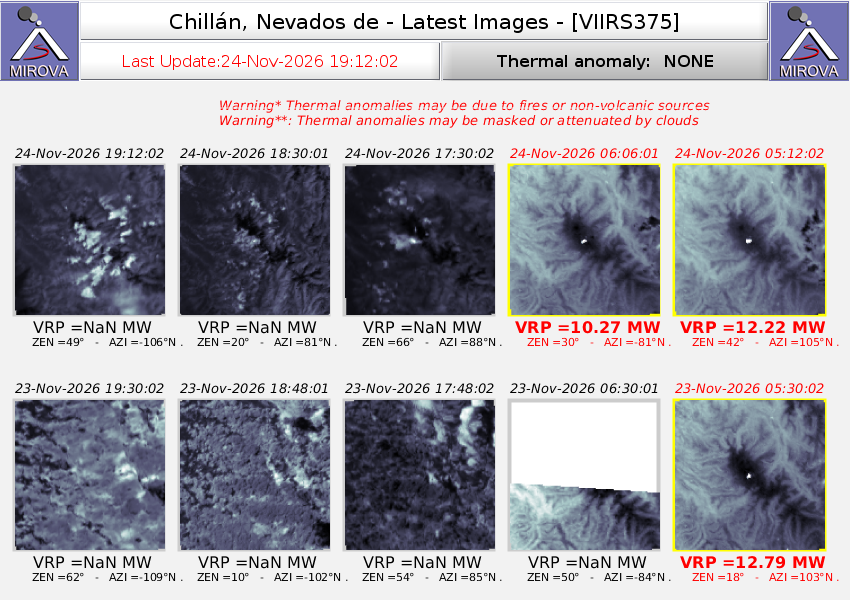 MIROVA
Chillán, Nevados de - Latest Images - [VIIRS375]
MIROVA
Last Update:24-Nov-2026 19:12:02
Thermal anomaly: NONE
Warning* Thermal anomalies may be due to fires or non-volcanic sources
Warning**: Thermal anomalies may be masked or attenuated by clouds
24-Nov-2026 19:12:02 24-Nov-2026 18:30:01 24-Nov-2026 17:30:02 24-Nov-2026 06:06:01 24-Nov-2026 05:12:02
VRP =NaN MW VRP =NaN MW VRP =NaN MW VRP =10.27 MW VRP =12.22 MW
ZEN =49° - AZI =-106°N . ZEN =20° - AZI =81°N . ZEN =66° - AZI =88°N . ZEN =30° - AZI =-81°N . ZEN =42° - AZI =105°N .
23-Nov-2026 19:30:02 23-Nov-2026 18:48:01 23-Nov-2026 17:48:02 23-Nov-2026 06:30:01 23-Nov-2026 05:30:02
VRP =NaN MW VRP =NaN MW VRP =NaN MW VRP =NaN MW VRP =12.79 MW
ZEN =62° - AZI =-109°N . ZEN =10° - AZI =-102°N . ZEN =54° - AZI =85°N . ZEN =50° - AZI =-84°N . ZEN =18° - AZI =103°N .